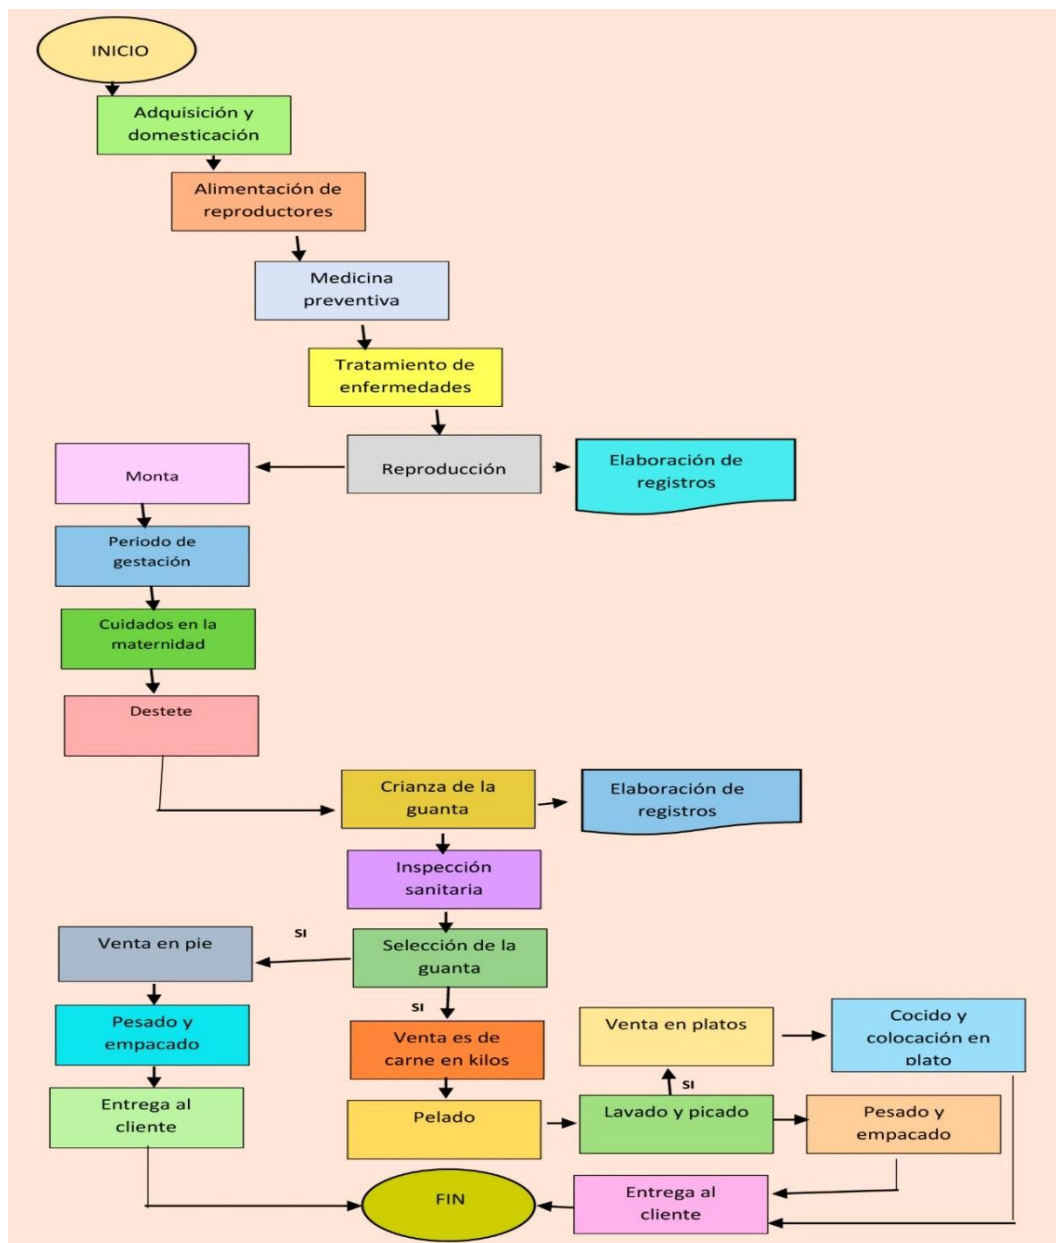 INICIO
Adquisición y
domesticación
Alimentación de
reproductores
Medicina
preventiva
Tratamiento de
enfermedades
Reproducción
Elaboración de
registros
Monta
Periodo de
gestación
Cuidados en la
maternidad
Destete
Crianza de la
guanta
Elaboración de
registros
Inspección
sanitaria
Selección de la
guanta
SI
Venta en pie
Pesado y
empacado
Entrega al
cliente
SI
Venta es de
carne en kilos
Pelado
Lavado y picado
SI
Venta en platos
Cocido y
colocación en
plato
Pesado y
empacado
Entrega al
cliente
FIN